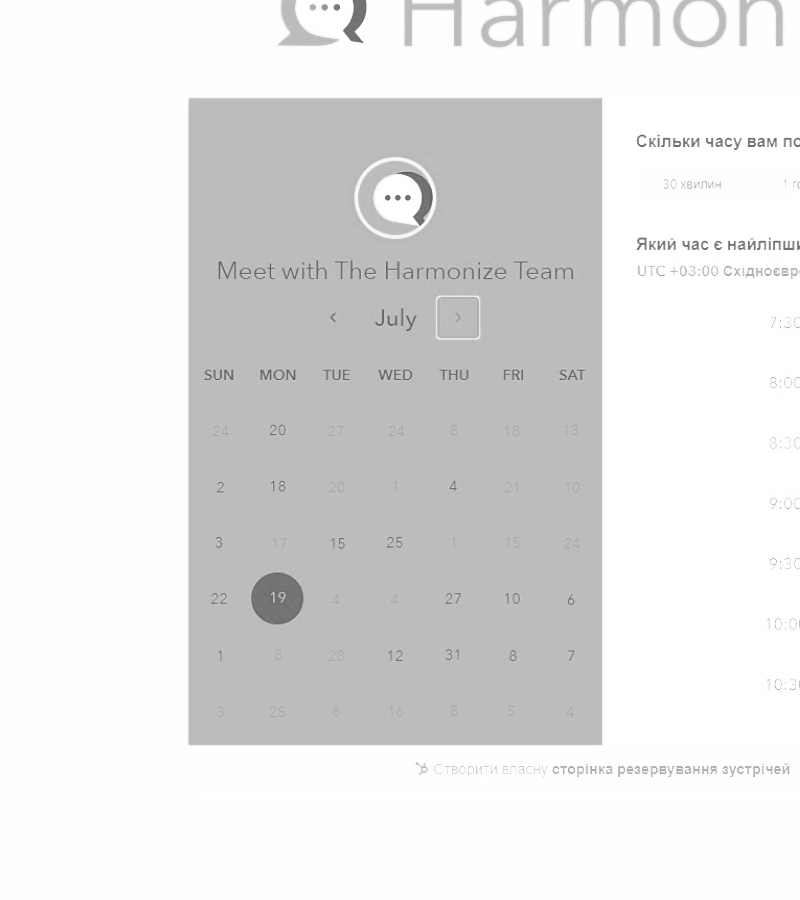 Harmon
Meet with The Harmonize Team
July
SUN MON TUE WED THU FRI SAT
24 20 27 24 8 18 13
2 18 20 1 4 21 10
3 17 15 25 1 15 24
22 19 4 4 27 10 6
1 8 28 12 31 8 7
3 25 6 16 8 5 4
Скільки часу вам по
30 хвилин 1 го
Який час є найліпши
UTC +03:00 Східноєвро
7:30
8:00
8:30
9:00
9:30
10:00
10:30
Створити власну сторінка резервування зустрічей